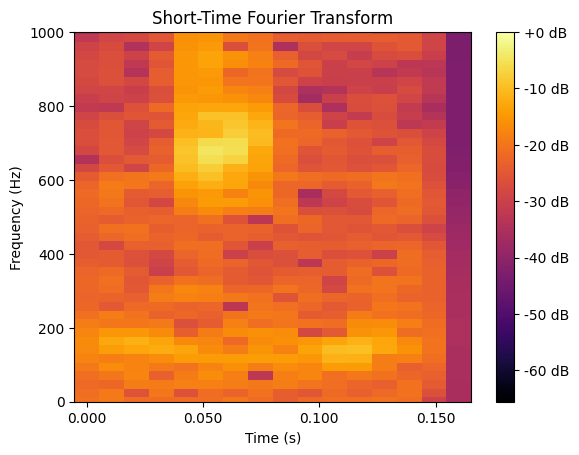 Short-Time Fourier Transform
1000
800
600
400
200
0
Frequency (Hz)
0.000
0.050
0.100
0.150
Time (s)
+0 dB
-10 dB
-20 dB
-30 dB
-40 dB
-50 dB
-60 dB